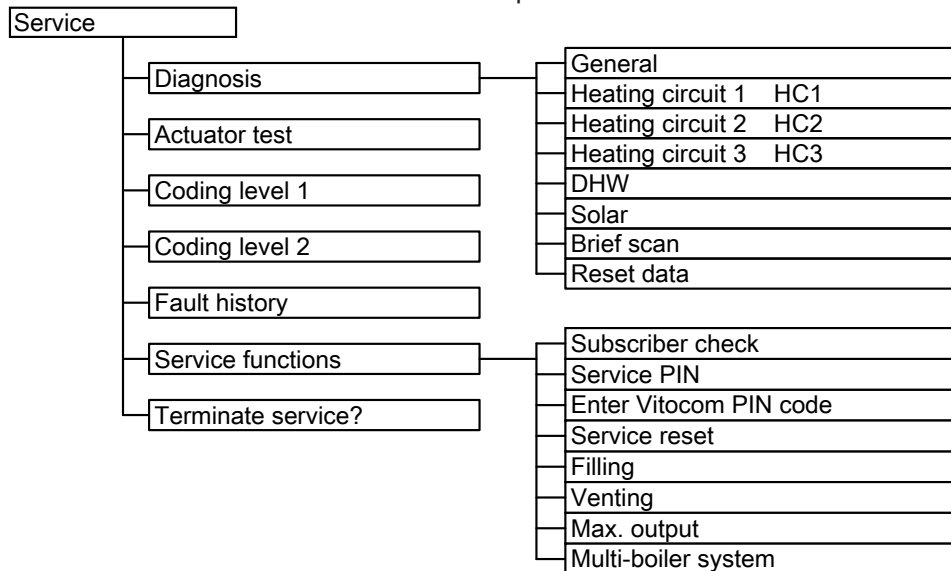 Service
Diagnosis
General
Heating circuit 1 HC1
Heating circuit 2 HC2
Heating circuit 3 HC3
DHW
Solar
Brief scan
Reset data
Actuator test
Coding level 1
Coding level 2
Fault history
Service functions
Subscriber check
Service PIN
Enter Vitocom PIN code
Service reset
Filling
Venting
Max. output
Multi-boiler system
Terminate service?